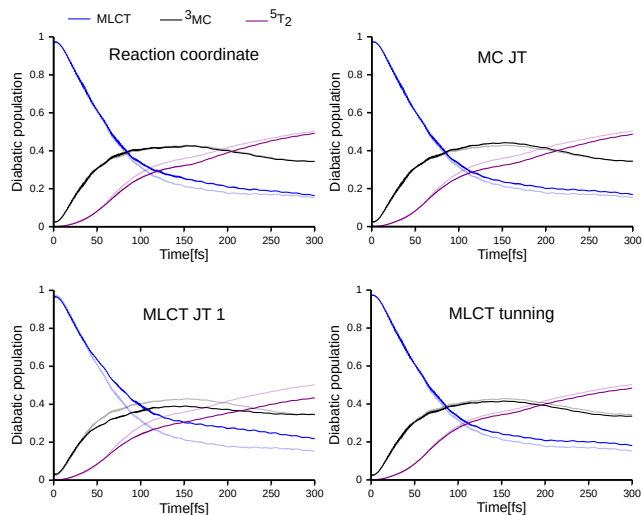 MLCT ³MC ⁵T₂
Reaction coordinate
Diabatic population
1
0.8
0.6
0.4
0.2
0
0 50 100 150 200 250 300
Time[fs]
MC JT
Diabatic population
1
0.8
0.6
0.4
0.2
0
0 50 100 150 200 250 300
Time[fs]
MLCT JT 1
Diabatic population
1
0.8
0.6
0.4
0.2
0
0 50 100 150 200 250 300
Time[fs]
MLCT tunning
Diabatic population
1
0.8
0.6
0.4
0.2
0
0 50 100 150 200 250 300
Time[fs]